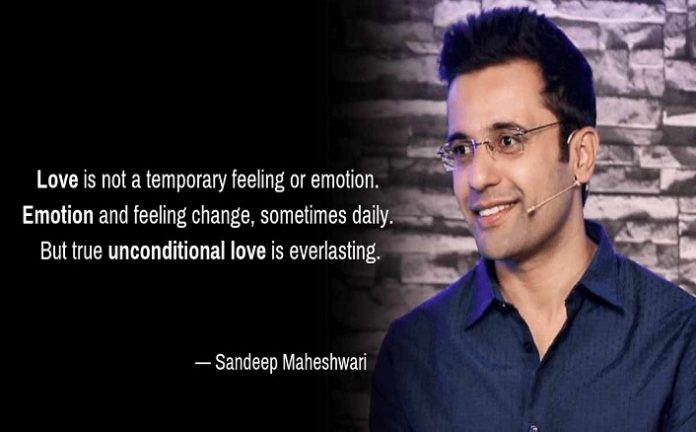 Love is not a temporary feeling or emotion.
Emotion and feeling change, sometimes daily.
But true unconditional love is everlasting.
— Sandeep Maheshwari